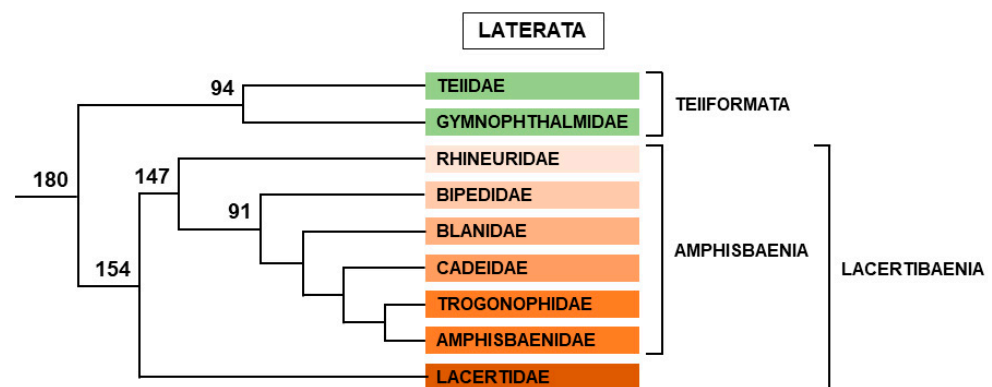 LATERATA
94
TEIIDAE
GYMNOPHTHALMIDAE
TEIIFORMATA
180
147
RHINEURIDAE
BIPEDIDAE
91
BLANIDAE
AMPHISBAENIA
154
CADEIDAE
LACERTIBAENIA
TROGONOPHIDAE
AMPHISBAENIDAE
LACERTIDAE